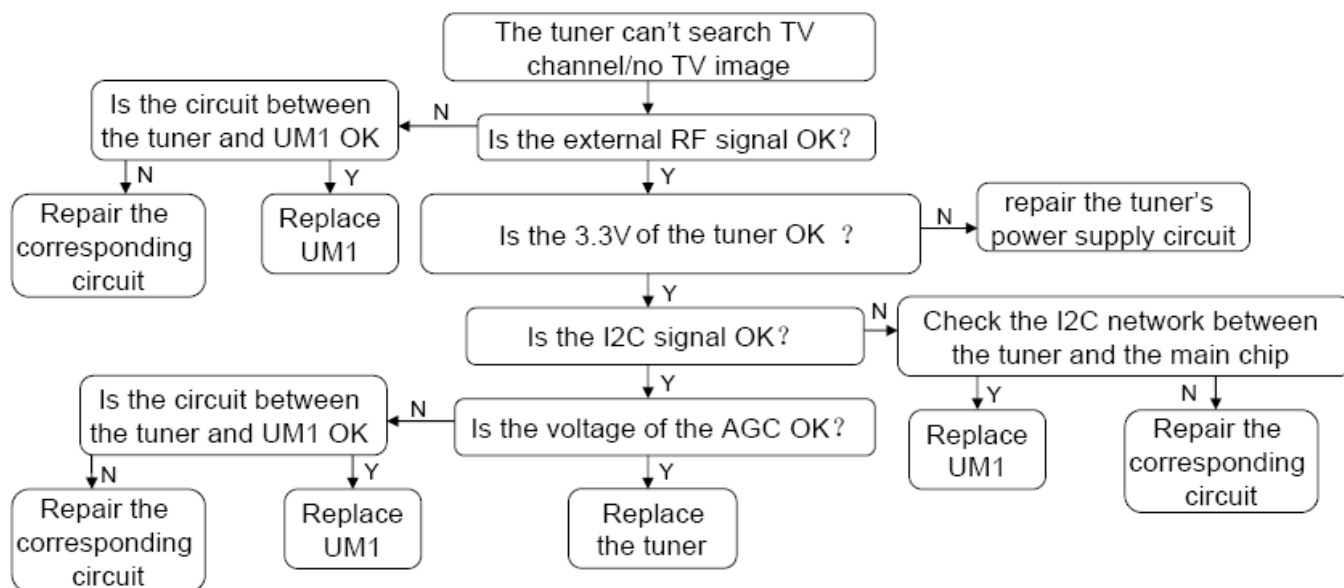 The tuner can't search TV
channel/no TV image
Is the circuit between
the tuner and UM1 OK
N
Is the external RF signal OK?
N
Y
Y
Repair the
corresponding
circuit
Replace
UM1
Is the 3.3V of the tuner OK ?
N
repair the tuner's
power supply circuit
Y
Is the I2C signal OK?
N
Check the I2C network between
the tuner and the main chip
Y
Y
N
Is the circuit between
the tuner and UM1 OK
N
Is the voltage of the AGC OK?
Replace
UM1
Repair the
corresponding
circuit
N
Y
Y
Repair the
corresponding
circuit
Replace
UM1
Replace
the tuner